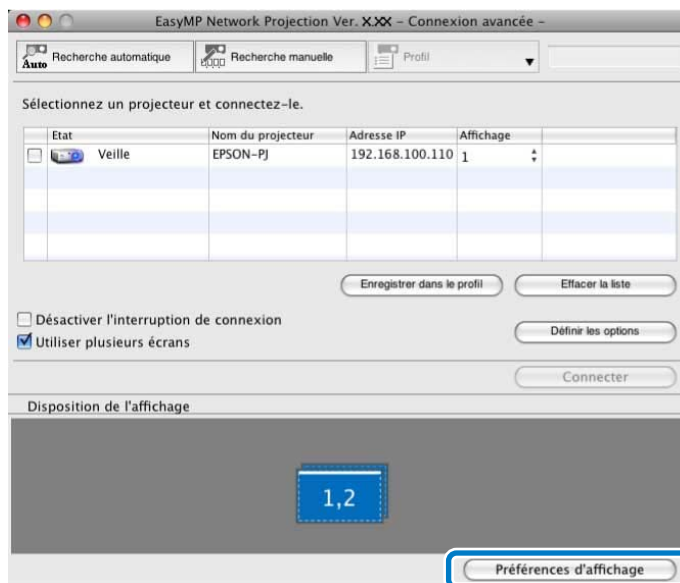 EasyMP Network Projection Ver. X.XX – Connexion avancée –
Auto Recherche automatique Recherche manuelle Profil
Sélectionnez un projecteur et connectez-le.
Etat Nom du projecteur Adresse IP Affichage
Veille EPSON-PJ 192.168.100.110 1
Enregistrer dans le profil Effacer la liste
Désactiver l'interruption de connexion
Définir les options
Utiliser plusieurs écrans
Connecter
Disposition de l'affichage
1,2
Préférences d'affichage